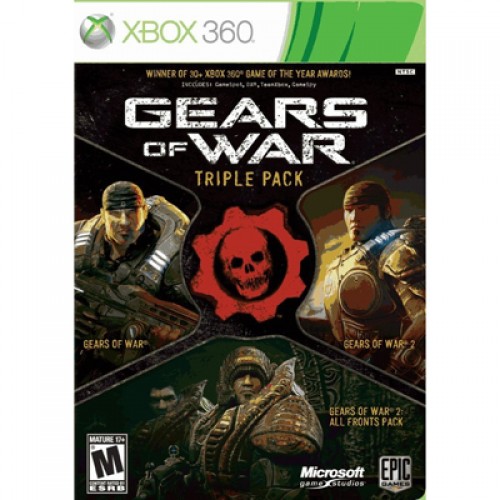 XBOX 360
WINNER OF 30+ XBOX 360® GAME OF THE YEAR AWARDS!
NTSC
GEARS
OF WAR
TRIPLE PACK
GEARS OF WAR®
GEARS OF WAR® 2
GEARS OF WAR® 2:
ALL FRONTS PACK
MATURE 17+
M
ESRB
Microsoft
game studios
EPIC
GAMES